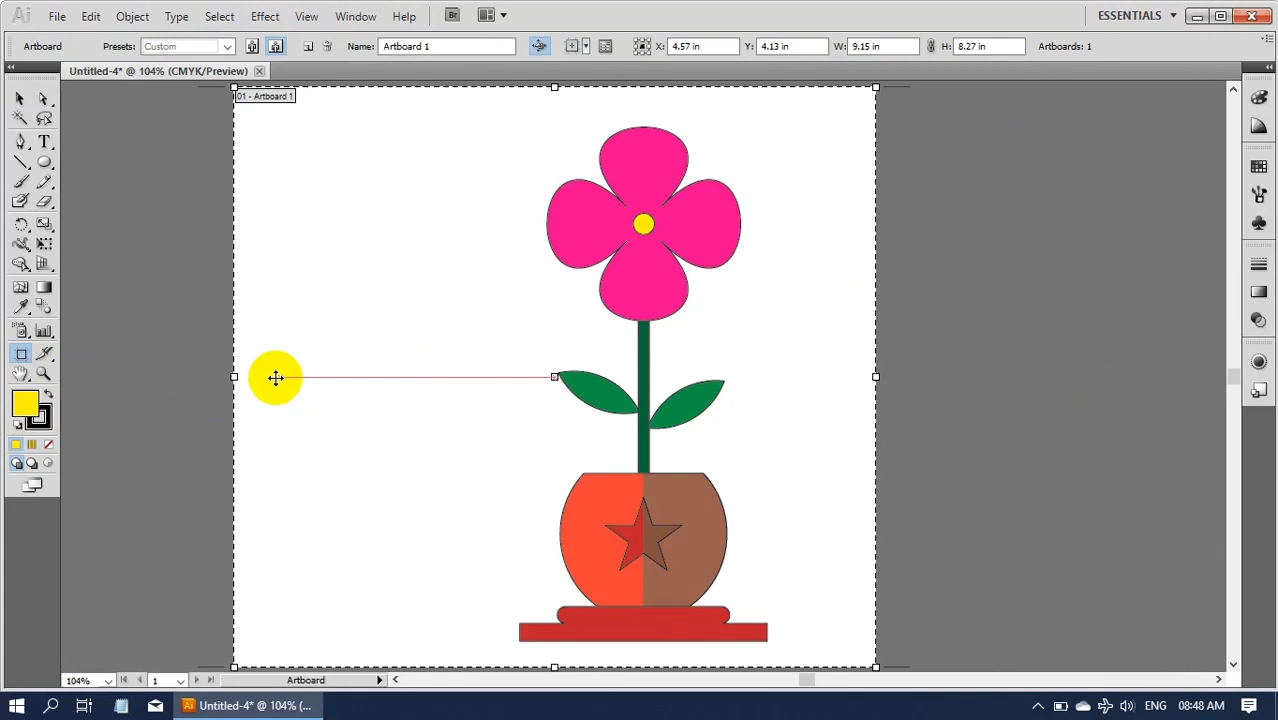 Ai File Edit Object Type Select Effect View Window Help Br ESSENTIALS
Artboard Presets: Custom Name: Artboard 1 X: 4.57 in Y: 4.13 in W: 9.15 in H: 8.27 in Artboards: 1
Untitled-4* @ 104% (CMYK/Preview)
01 - Artboard 1
T
104% 1 Artboard
Ai Untitled-4* @ 104% (... ENG 08:48 AM